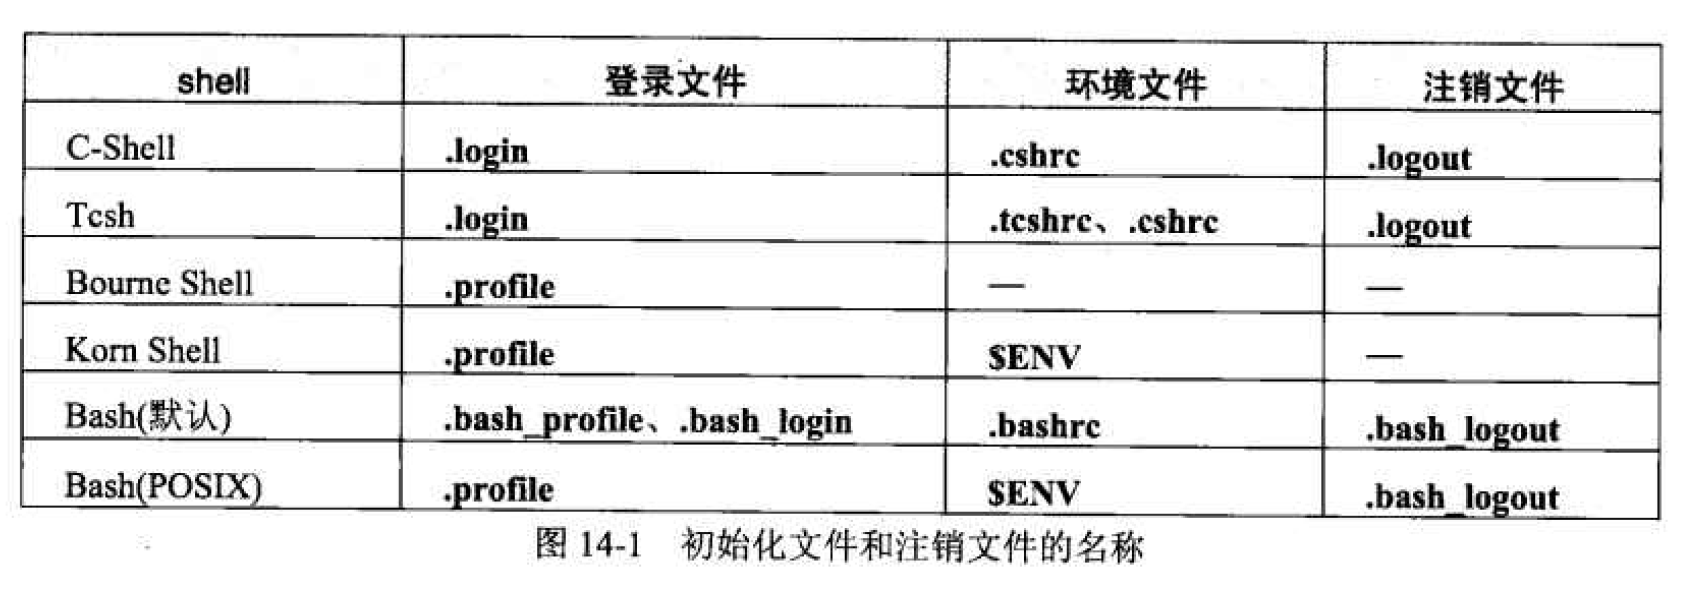 shell 登录文件 环境文件 注销文件
C-Shell .login .cshrc .logout
Tcsh .login .tcshrc、.cshrc .logout
Bourne Shell .profile — —
Korn Shell .profile $ENV —
Bash(默认) .bash_profile、.bash_login .bashrc .bash_logout
Bash(POSIX) .profile $ENV .bash_logout
图 14-1 初始化文件和注销文件的名称